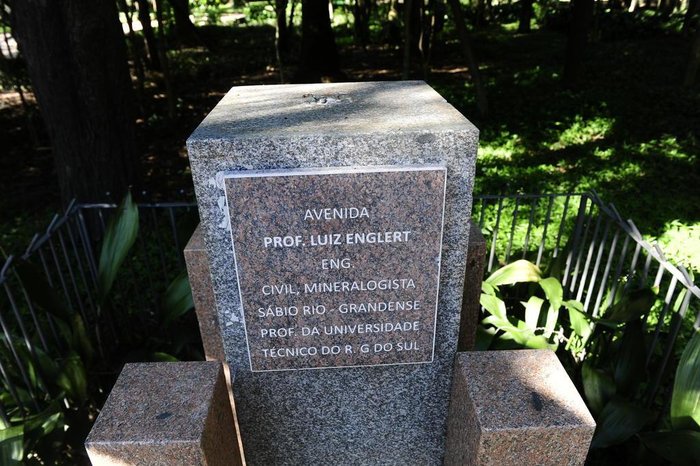 AVENIDA
PROF. LUIZ ENGLERT
ENG.
CIVIL, MINERALOGISTA
SÁBIO RIO - GRANDENSE
PROF. DA UNIVERSIDADE
TÉCNICO DO R. G DO SUL